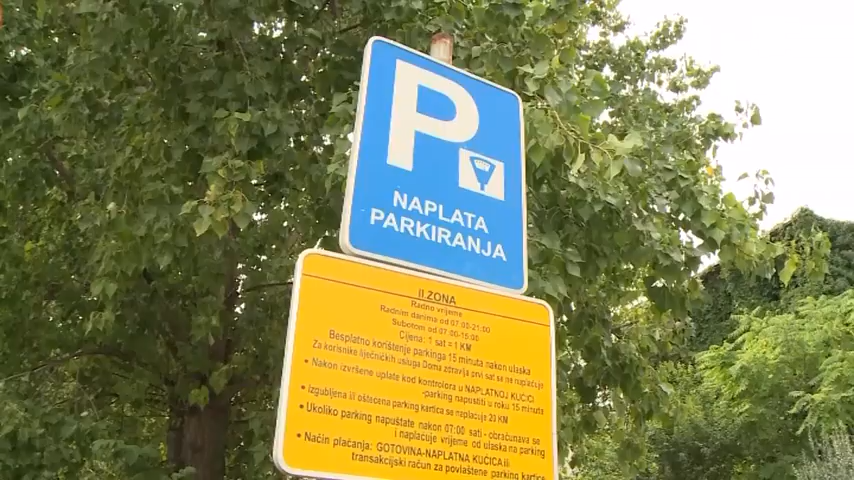 P
NAPLATA
PARKIRANJA
II ZONA
Radno vrijeme
Radnim danima od 07:00-21:00
Subotom od 07:00-15:00
Cijena: 1 sat = 1 KM
Besplatno korištenje parkinga 15 minuta nakon ulaska
Za korisnike liječničkih usluga Doma zdravlja prvi sat se ne naplaćuje
• Nakon izvršene uplate kod kontrolora u NAPLATNOJ KUĆICI
-parking napustiti u roku 15 minuta
• Izgubljena ili oštećena parking kartica se naplaćuje 20 KM
• Ukoliko parking napuštate nakon 07:00 sati - obračunava se
i naplaćuje vrijeme od ulaska na parking
• Način plaćanja: GOTOVINA-NAPLATNA KUĆICA ili
transakcijski račun za povlaštene parking kartice